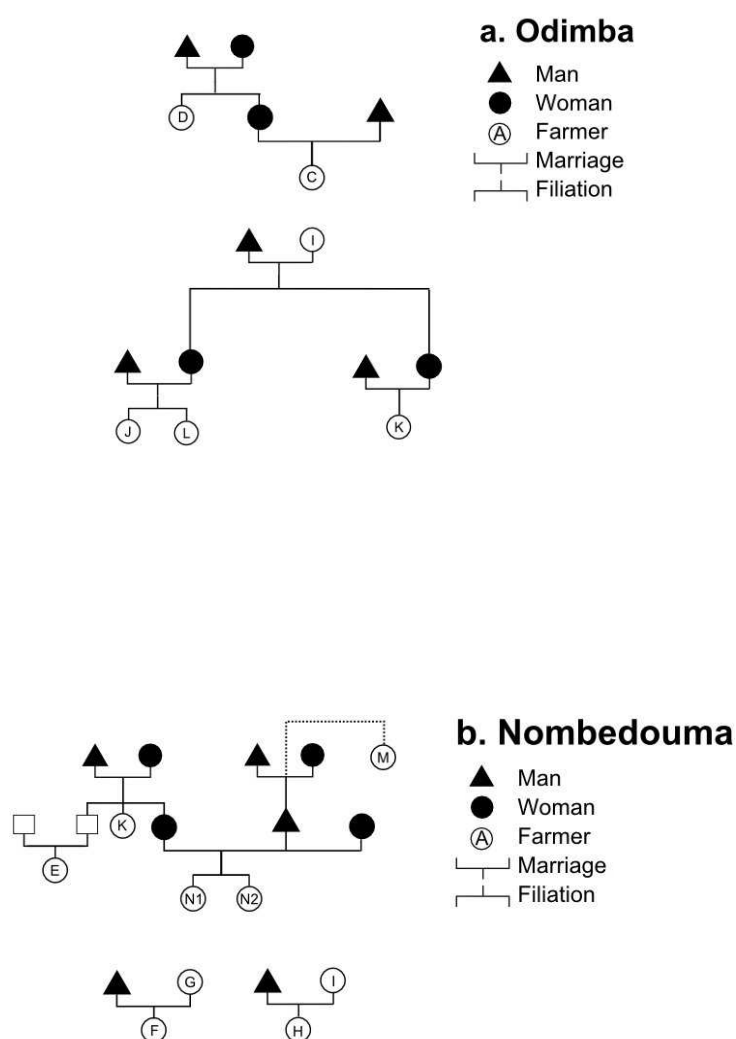 a. Odimba
Man
Woman
A Farmer
Marriage
Filiation
D
C
I
J
L
K
b. Nombedouma
Man
Woman
A Farmer
Marriage
Filiation
M
K
E
N1
N2
G
I
F
H